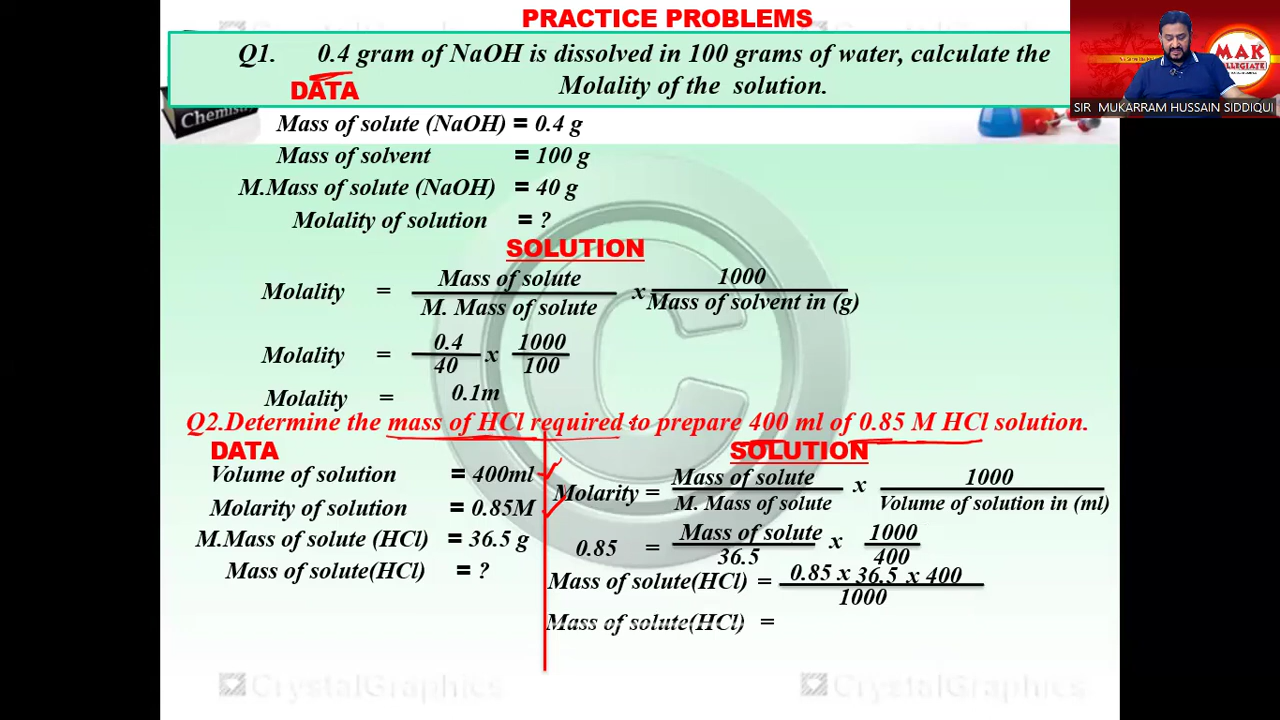 PRACTICE PROBLEMS
Q1. 0.4 gram of NaOH is dissolved in 100 grams of water, calculate the
Molality of the solution.
DATA
Chemistry
MAK
COLLEGIATE
SIR MUKARRAM HUSSAIN SIDDIQUI
Mass of solute (NaOH) = 0.4 g
Mass of solvent = 100 g
M.Mass of solute (NaOH) = 40 g
Molality of solution = ?
SOLUTION
Molality = Mass of solute x 1000
M. Mass of solute Mass of solvent in (g)
Molality = 0.4 x 1000
40 100
Molality = 0.1m
Q2.Determine the mass of HCl required to prepare 400 ml of 0.85 M HCl solution.
DATA
Volume of solution = 400ml
Molarity of solution = 0.85M
M.Mass of solute (HCl) = 36.5 g
Mass of solute(HCl) = ?
SOLUTION
Molarity = Mass of solute x 1000
M. Mass of solute Volume of solution in (ml)
0.85 = Mass of solute x 1000
36.5 400
Mass of solute(HCl) = 0.85 x 36.5 x 400
1000
Mass of solute(HCl) =
CrystalGraphics CrystalGraphics